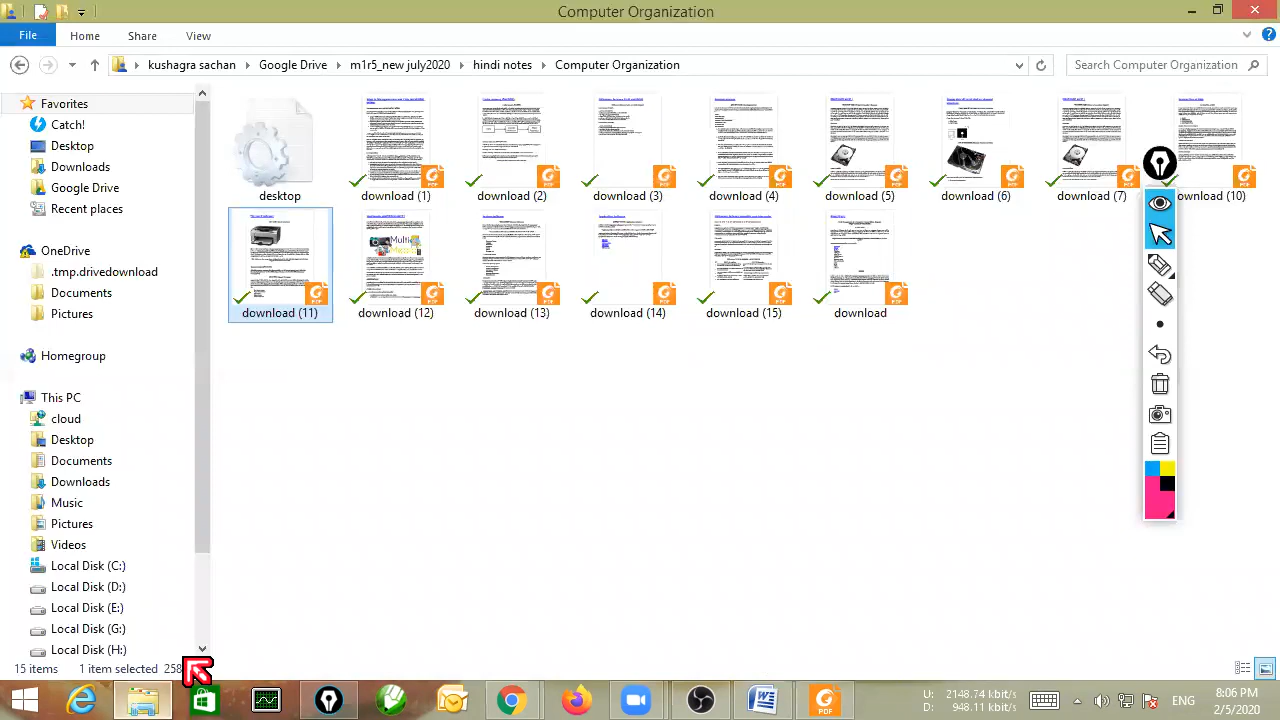 Computer Organization
File Home Share View
kushagra sachan Google Drive m1r5_new july2020 hindi notes Computer Organization
Search Computer Organization
Favorites
Catch!
Desktop
Google Drive
Recent places
OneDrive
Documents
Pictures
Homegroup
This PC
cloud
Desktop
Documents
Downloads
Music
Pictures
Videos
Local Disk (C:)
Local Disk (D:)
Local Disk (E:)
Local Disk (G:)
Local Disk (H:)
desktop download (1) download (2) download (3) download (4) download (5) download (6) download (7) download (10)
download (11) download (12) download (13) download (14) download (15) download
15 items 1 item selected 258
U: 2148.74 kbit/s
D: 948.11 kbit/s
ENG
8:06 PM
2/5/2020